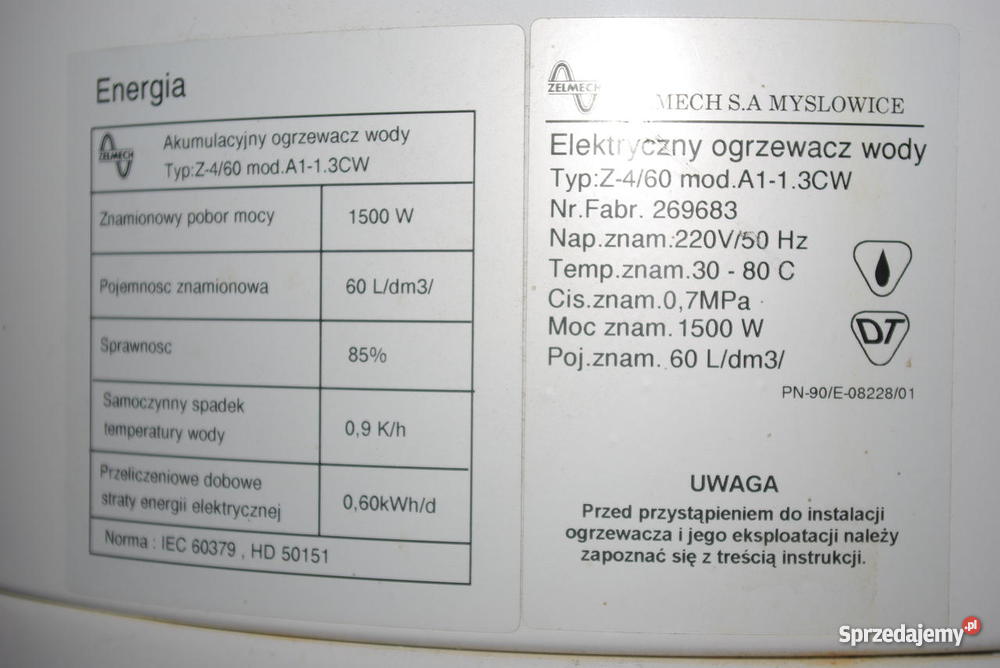 Energia
ZELMECH
Akumulacyjny ogrzewacz wody
Typ:Z-4/60 mod.A1-1.3CW
Znamionowy pobor mocy 1500 W
Pojemnosc znamionowa 60 L/dm3/
Sprawnosc 85%
Samoczynny spadek
temperatury wody 0,9 K/h
Przeliczeniowe dobowe
straty energii elektrycznej 0,60kWh/d
Norma : IEC 60379 , HD 50151
ZELMECH
MECH S.A MYSLOWICE
Elektryczny ogrzewacz wody
Typ:Z-4/60 mod.A1-1.3CW
Nr.Fabr. 269683
Nap.znam.:220V/50 Hz
Temp.znam.30 - 80 C
Cis.znam.0,7MPa
Moc znam.1500 W
Poj.znam. 60 L/dm3/
DT
PN-90/E-08228/01
UWAGA
Przed przystąpieniem do instalacji
ogrzewacza i jego eksploatacji należy
zapoznać się z treścią instrukcji.
Sprzedajemy.pl